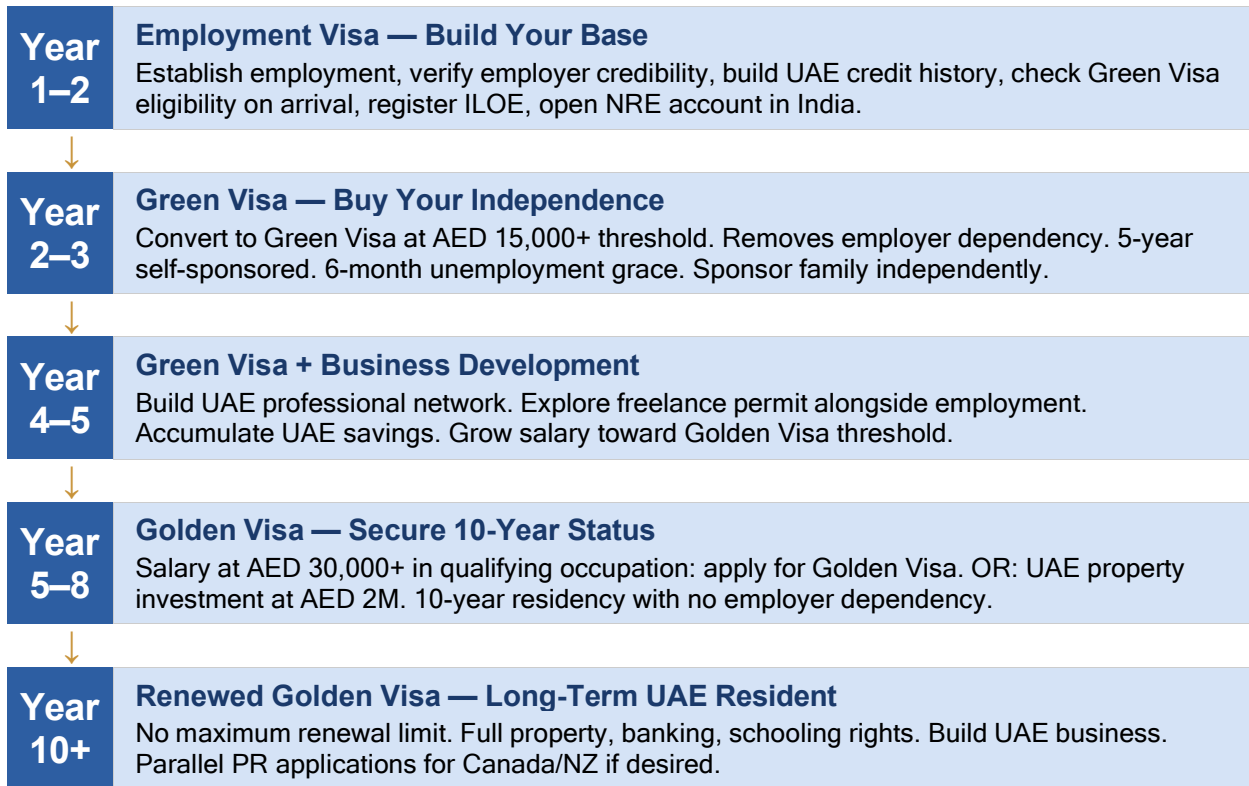 Year
1–2
Employment Visa — Build Your Base
Establish employment, verify employer credibility, build UAE credit history, check Green Visa
eligibility on arrival, register ILOE, open NRE account in India.
↓
Year
2–3
Green Visa — Buy Your Independence
Convert to Green Visa at AED 15,000+ threshold. Removes employer dependency. 5-year
self-sponsored. 6-month unemployment grace. Sponsor family independently.
↓
Year
4–5
Green Visa + Business Development
Build UAE professional network. Explore freelance permit alongside employment.
Accumulate UAE savings. Grow salary toward Golden Visa threshold.
↓
Year
5–8
Golden Visa — Secure 10-Year Status
Salary at AED 30,000+ in qualifying occupation: apply for Golden Visa. OR: UAE property
investment at AED 2M. 10-year residency with no employer dependency.
↓
Year
10+
Renewed Golden Visa — Long-Term UAE Resident
No maximum renewal limit. Full property, banking, schooling rights. Build UAE business.
Parallel PR applications for Canada/NZ if desired.